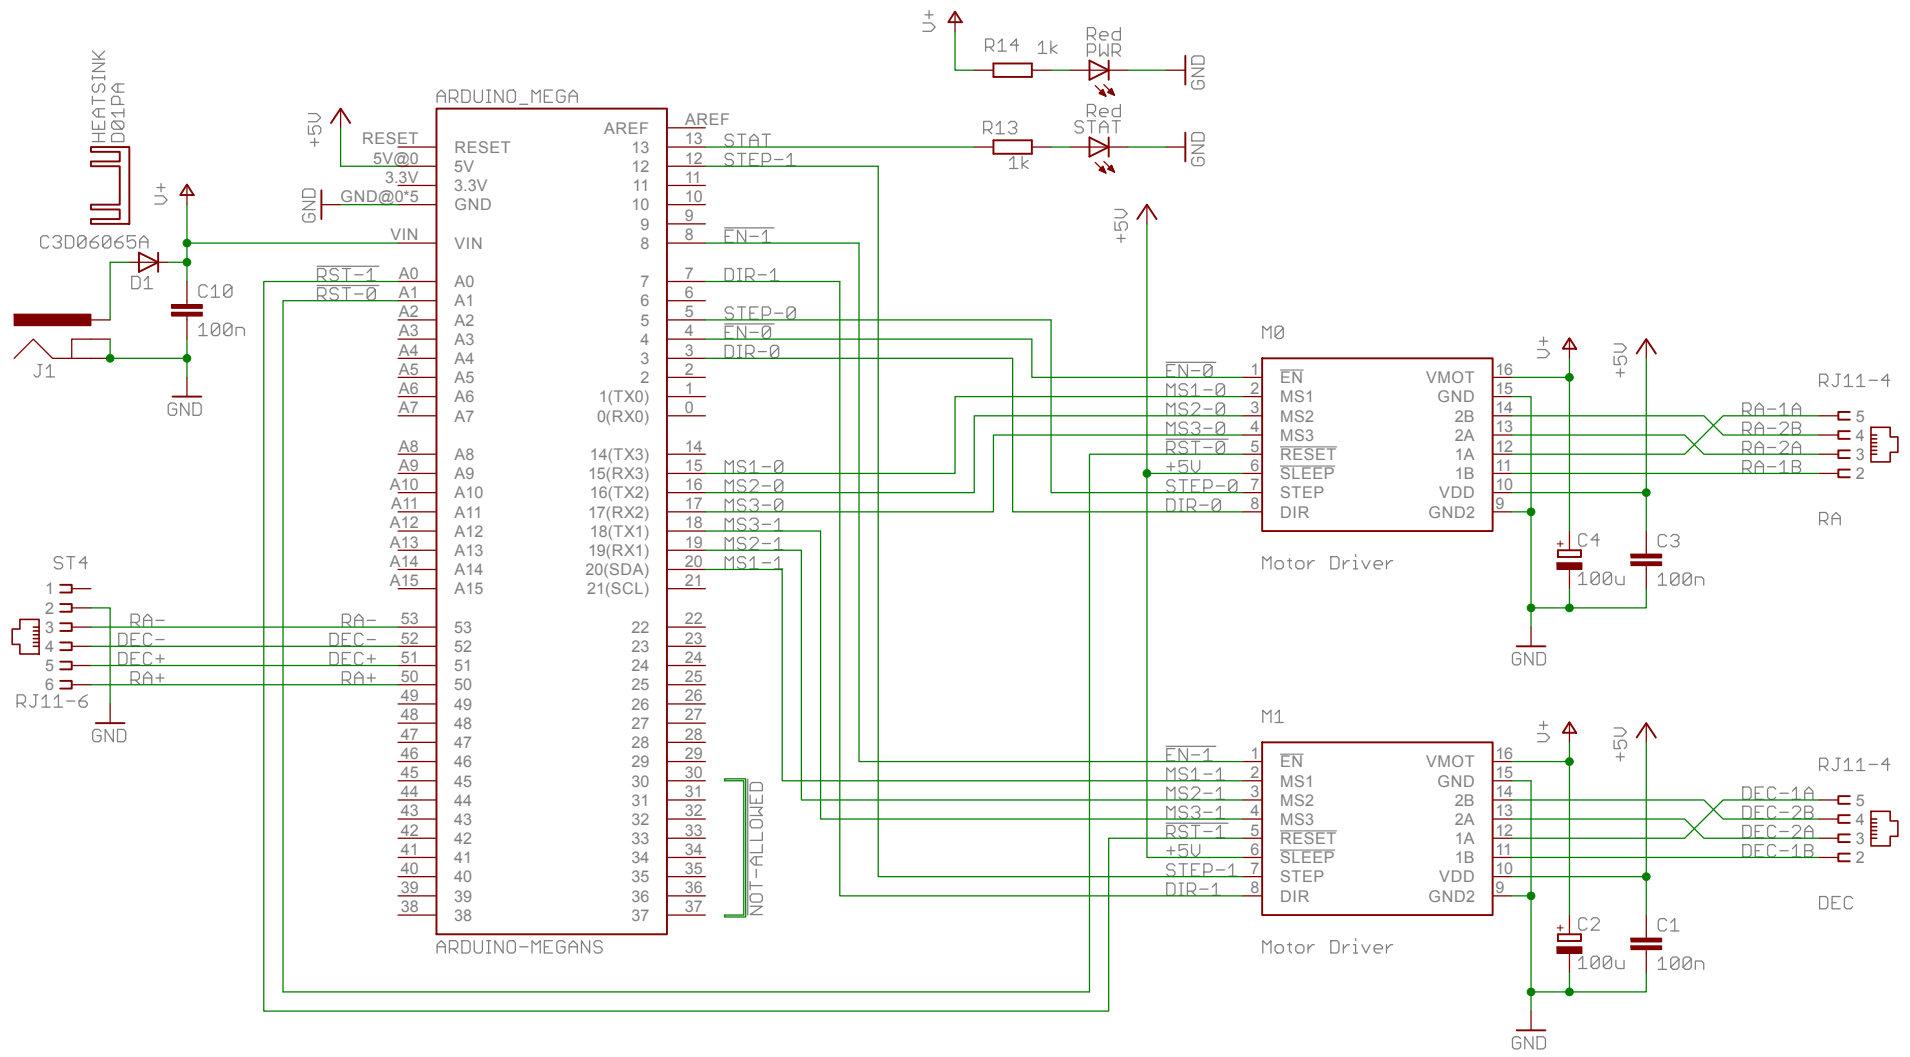 HEATSINK
D01PA
V+
C3D06065A
D1
C10
100n
J1
GND
+5V
GND
ARDUINO_MEGA
RESET
5V@0
3.3V
GND@0*5
VIN
RST-1 A0
RST-0 A1
A2
A3
A4
A5
A6
A7
A8
A9
A10
A11
A12
A13
A14
A15
RA- 53
DEC- 52
DEC+ 51
RA+ 50
49
48
47
46
45
44
43
42
41
40
39
38
RESET
5V
3.3V
GND
VIN
A0
A1
A2
A3
A4
A5
A6
A7
A8
A9
A10
A11
A12
A13
A14
A15
53
52
51
50
49
48
47
46
45
44
43
42
41
40
39
38
AREF
13
12
11
10
9
8
7
6
5
4
3
2
1(TX0)
0(RX0)
14(TX3)
15(RX3)
16(TX2)
17(RX2)
18(TX1)
19(RX1)
20(SDA)
21(SCL)
22
23
24
25
26
27
28
29
30
31
32
33
34
35
36
37
AREF
13 STAT
12 STEP-1
11
10
9
8 EN-1
7 DIR-1
6
5 STEP-0
4 EN-0
3 DIR-0
2
1
0
14
15 MS1-0
16 MS2-0
17 MS3-0
18 MS3-1
19 MS2-1
20 MS1-1
21
22
23
24
25
26
27
28
29
30
31
32
33
34
35
36
37
NOT-ALLOWED
ARDUINO-MEGANS
ST4
1
2
3 RA-
4 DEC-
5 DEC+
6 RA+
RJ11-6
GND
V+
R14 1k
Red
PWR
GND
R13
1k
Red
STAT
GND
+5V
M0
EN-0 1 EN
MS1-0 2 MS1
MS2-0 3 MS2
MS3-0 4 MS3
RST-0 5 RESET
+5V 6 SLEEP
STEP-0 7 STEP
DIR-0 8 DIR
VMOT 16
GND 15
2B 14
2A 13
1A 12
1B 11
VDD 10
GND2 9
Motor Driver
V+
+5V
C4
100u
C3
100n
GND
RJ11-4
RA-1A 5
RA-2B 4
RA-2A 3
RA-1B 2
RA
M1
EN-1 1 EN
MS1-1 2 MS1
MS2-1 3 MS2
MS3-1 4 MS3
RST-1 5 RESET
+5V 6 SLEEP
STEP-1 7 STEP
DIR-1 8 DIR
VMOT 16
GND 15
2B 14
2A 13
1A 12
1B 11
VDD 10
GND2 9
Motor Driver
V+
+5V
C2
100u
C1
100n
GND
RJ11-4
DEC-1A 5
DEC-2B 4
DEC-2A 3
DEC-1B 2
DEC